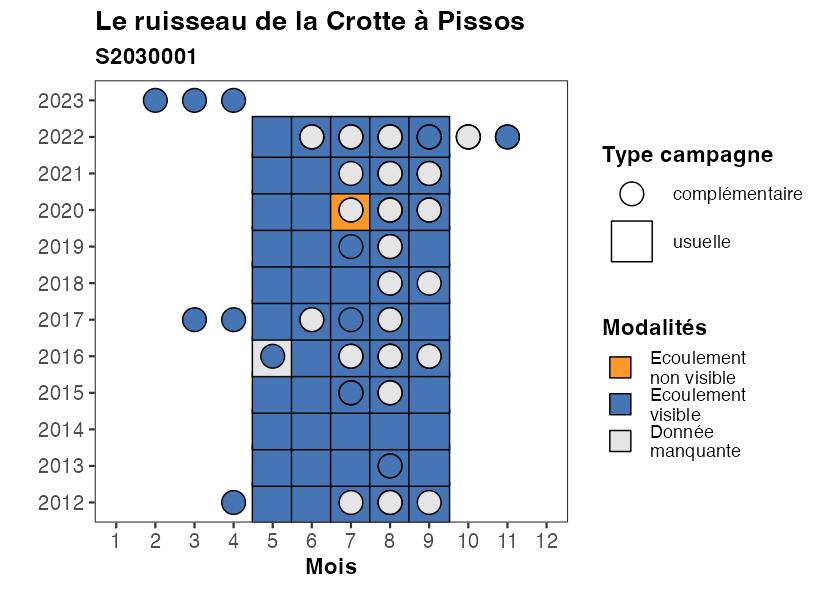 Le ruisseau de la Crotte à Pissos
S2030001
2023
2022
2021
2020
2019
2018
2017
2016
2015
2014
2013
2012
1 2 3 4 5 6 7 8 9 10 11 12
Mois
Type campagne
complémentaire
usuelle
Modalités
Ecoulement
non visible
Ecoulement
visible
Donnée
manquante